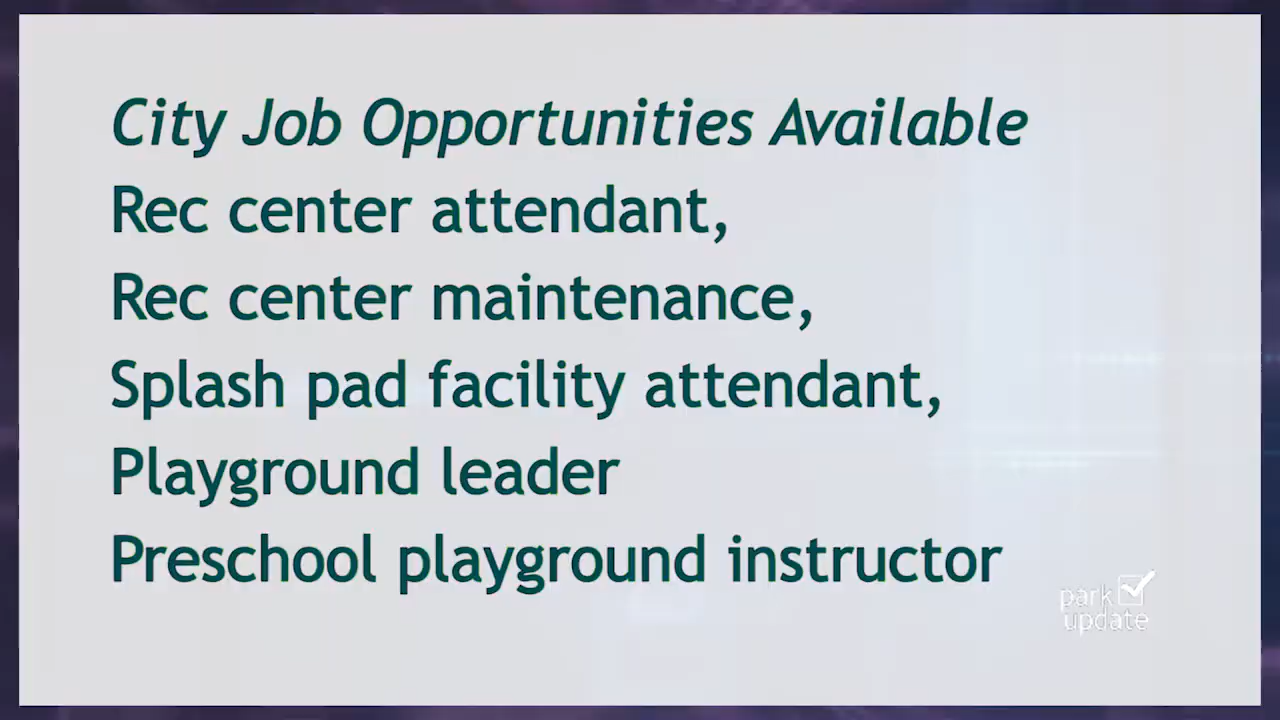 City Job Opportunities Available
Rec center attendant,
Rec center maintenance,
Splash pad facility attendant,
Playground leader
Preschool playground instructor
park
update